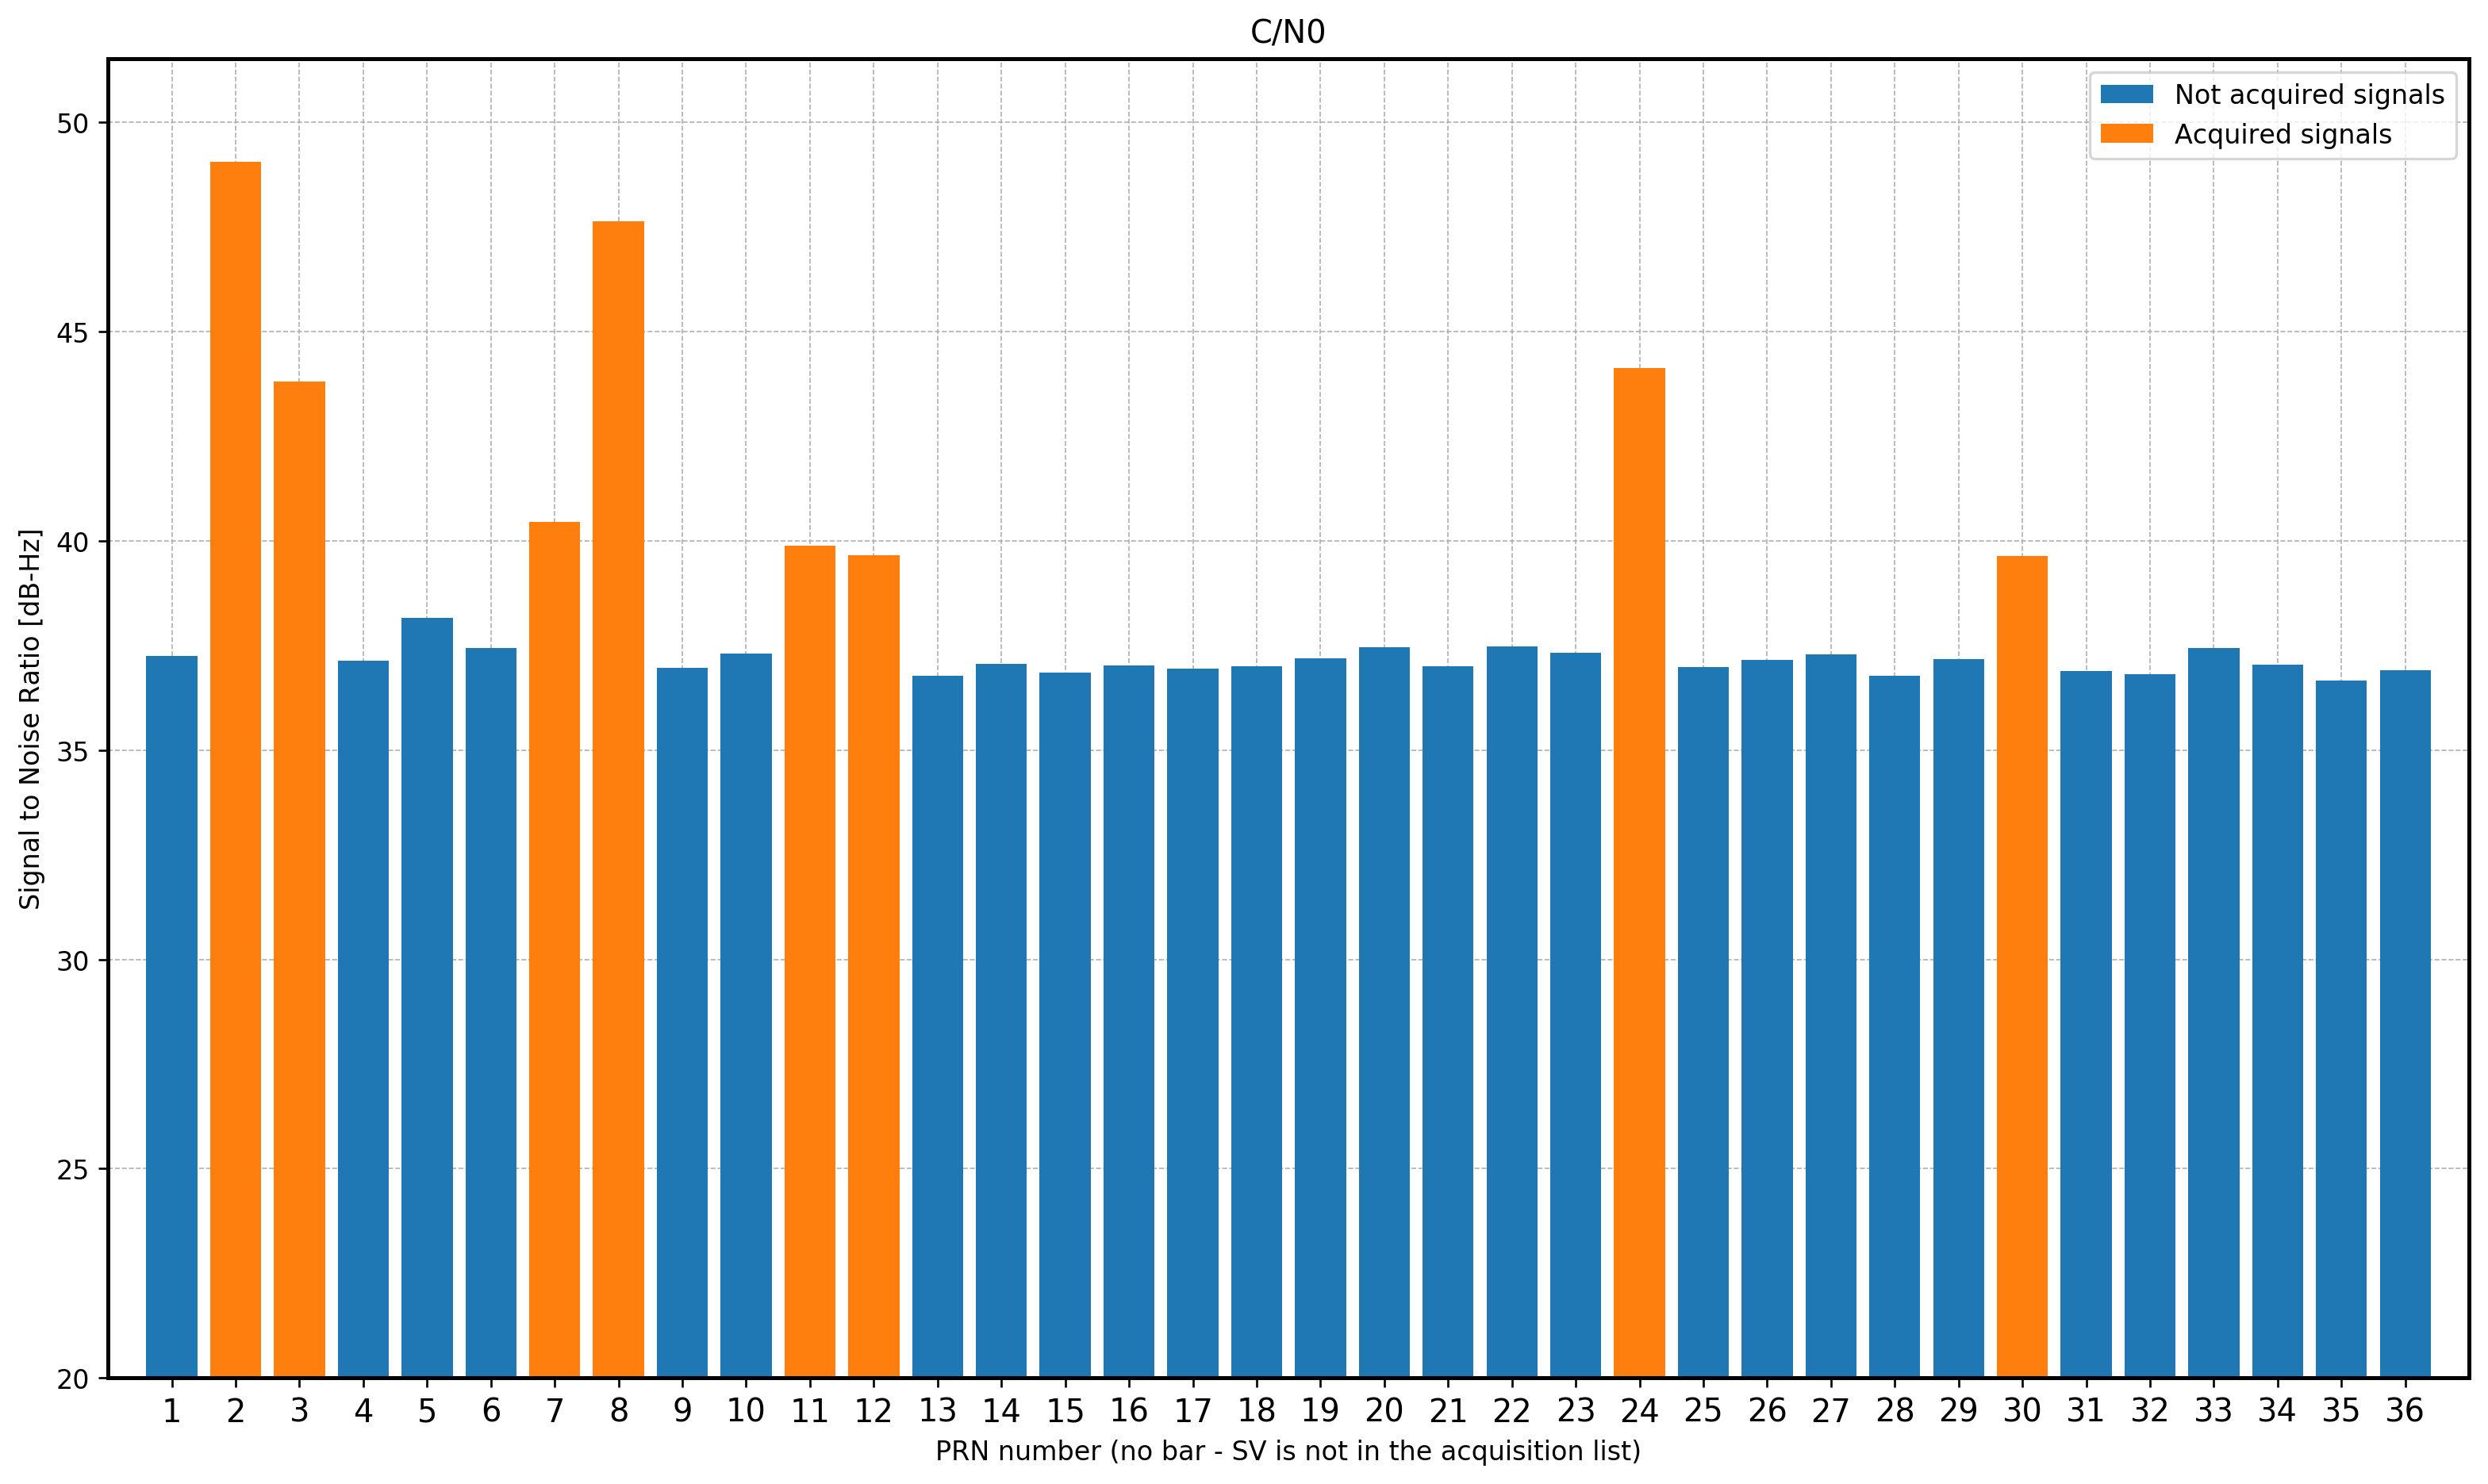 C/N0
Not acquired signals
Acquired signals
50
45
40
35
30
25
20
Signal to Noise Ratio [dB-Hz]
1 2 3 4 5 6 7 8 9 10 11 12 13 14 15 16 17 18 19 20 21 22 23 24 25 26 27 28 29 30 31 32 33 34 35 36
PRN number (no bar - SV is not in the acquisition list)